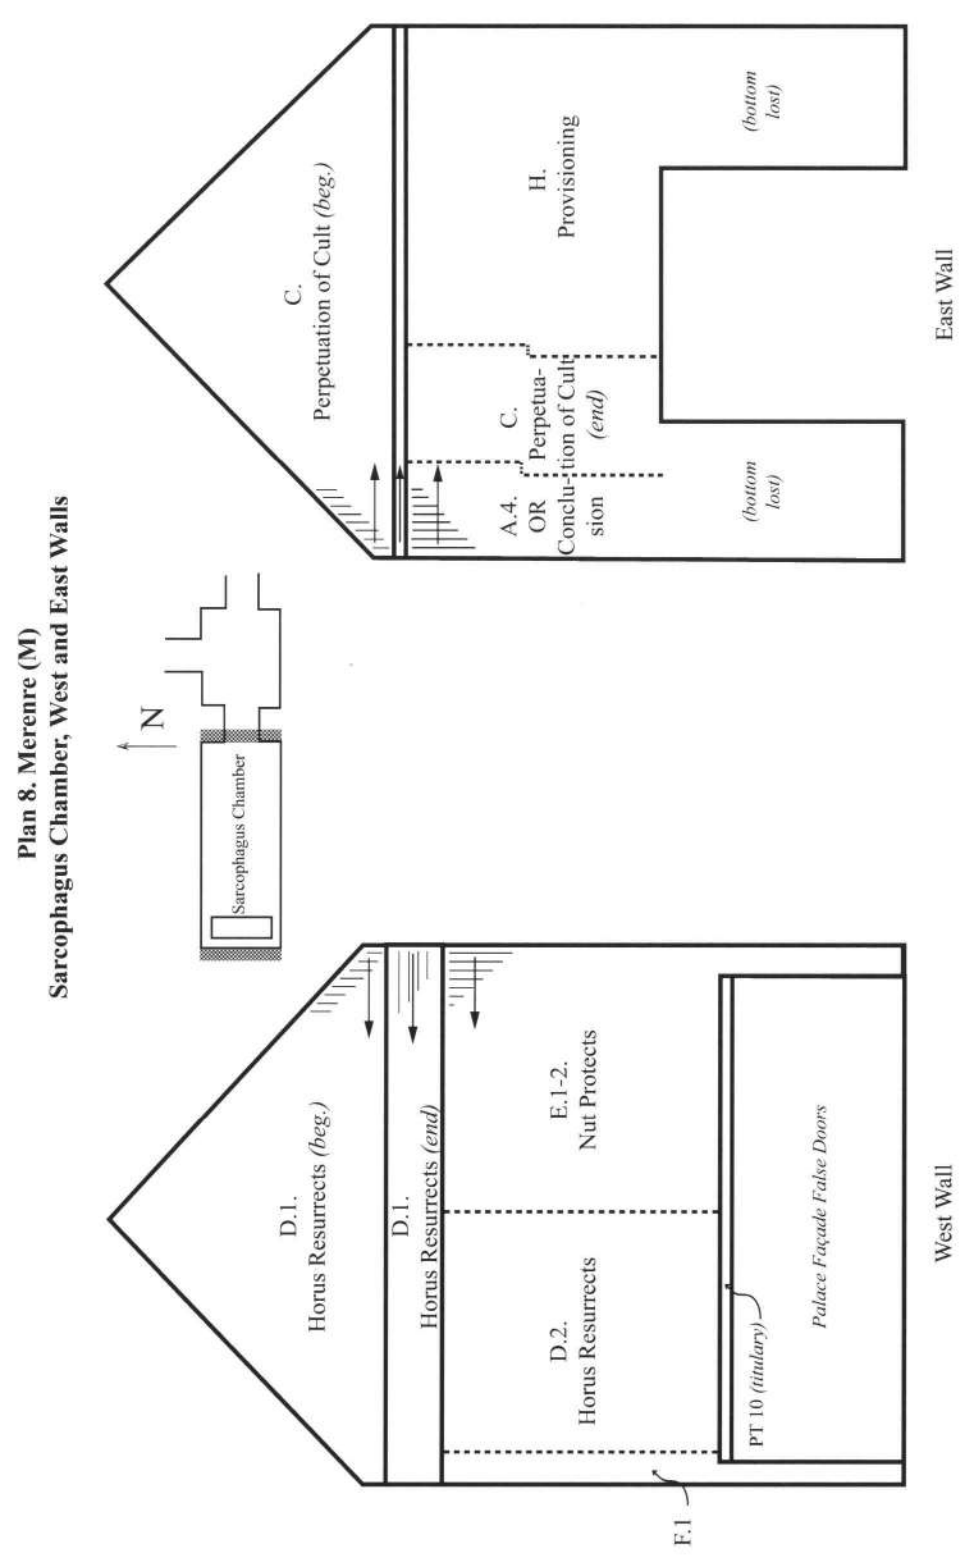 Plan 8. Merenre (M)
Sarcophagus Chamber, West and East Walls
N
Sarcophagus Chamber
D.1.
Horus Resurrects (beg.)
D.1.
Horus Resurrects (end)
D.2.
Horus Resurrects
E.1-2.
Nut Protects
F.1
PT 10 (titulary)
Palace Façade False Doors
West Wall
C.
Perpetuation of Cult (beg.)
A.4.
OR
Conclu-
sion
C.
Perpetua-
tion of Cult
(end)
H.
Provisioning
(bottom
lost)
(bottom
lost)
East Wall